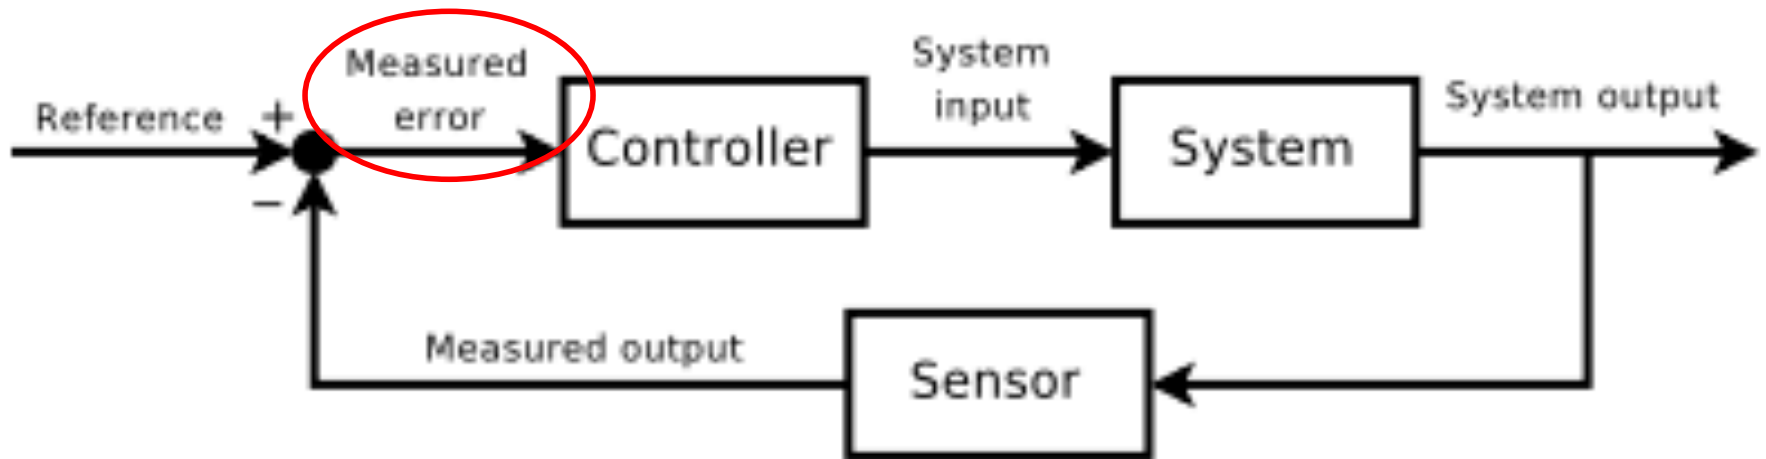 Measured
error
System
input
Reference
+
System output
Controller
System
−
Measured output
Sensor